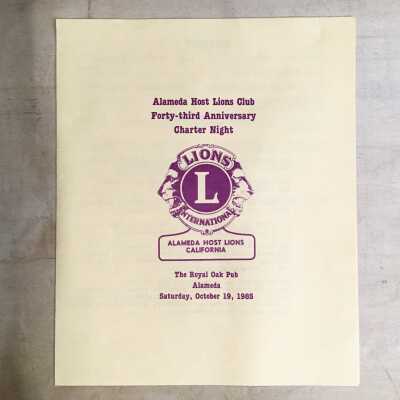 Alameda Host Lions Club
Forty-third Anniversary
Charter Night
LIONS
L
INTERNATIONAL
ALAMEDA HOST LIONS
CALIFORNIA
The Royal Oak Pub
Alameda
Saturday, October 19, 1985